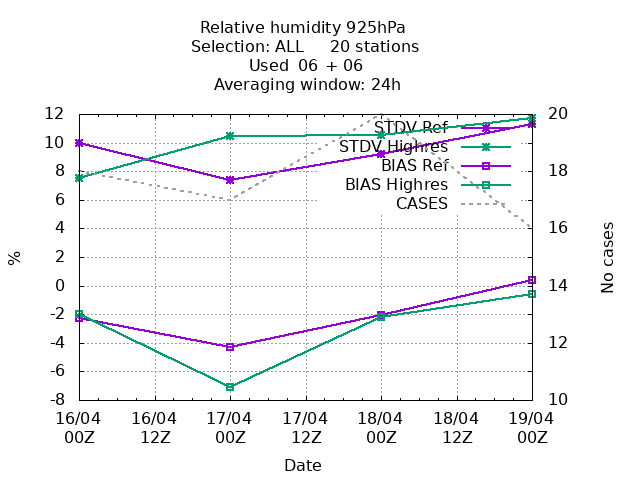 Relative humidity 925hPa
Selection: ALL 20 stations
Used 06 + 06
Averaging window: 24h
12
10
8
6
4
2
0
-2
-4
-6
-8
%
20
18
16
14
12
10
No cases
STDV Ref
STDV Highres
BIAS Ref
BIAS Highres
CASES
16/04 16/04 17/04 17/04 18/04 18/04 19/04
00Z 12Z 00Z 12Z 00Z 12Z 00Z
Date